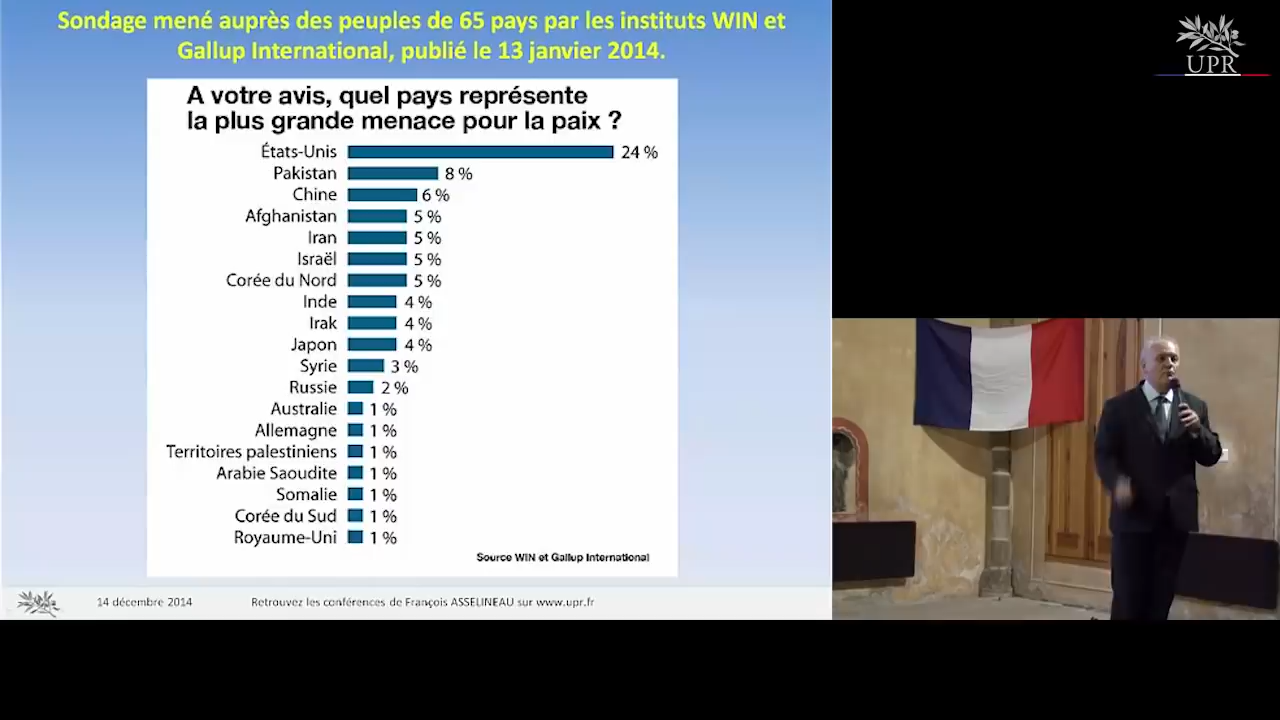 Sondage mené auprès des peuples de 65 pays par les instituts WIN et
Gallup International, publié le 13 janvier 2014.
A votre avis, quel pays représente
la plus grande menace pour la paix ?
États-Unis 24 %
Pakistan 8 %
Chine 6 %
Afghanistan 5 %
Iran 5 %
Israël 5 %
Corée du Nord 5 %
Inde 4 %
Irak 4 %
Japon 4 %
Syrie 3 %
Russie 2 %
Australie 1 %
Allemagne 1 %
Territoires palestiniens 1 %
Arabie Saoudite 1 %
Somalie 1 %
Corée du Sud 1 %
Royaume-Uni 1 %
Source WIN et Gallup International
14 décembre 2014 Retrouvez les conférences de François ASSELINEAU sur www.upr.fr
UPR